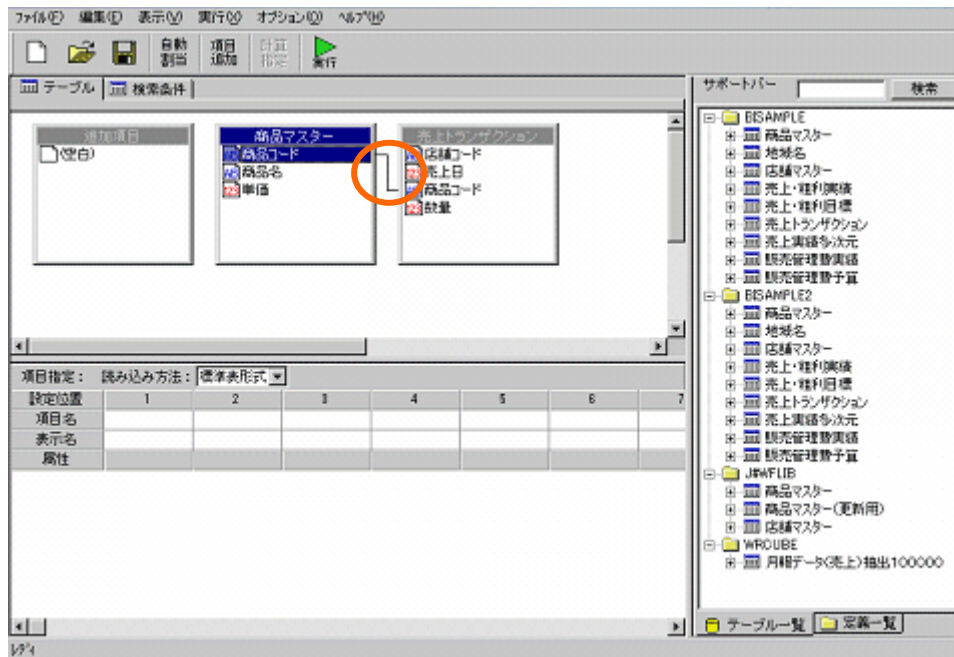 ファイル(F) 編集(E) 表示(V) 実行(X) オプション(O) ヘルプ(H)
自動割当 項目追加 計算指定 実行
テーブル 検索条件
追加項目
(空白)
商品マスター
商品コード
商品名
単価
売上トランザクション
店舗コード
売上日
商品コード
数量
項目指定: 読み込み方法: 標準表形式
設定位置 1 2 3 4 5 6 7
項目名
表示名
属性
サポートバー 検索
BISAMPLE
商品マスター
地域名
店舗マスター
売上・粗利実績
売上・粗利目標
売上トランザクション
売上実績多次元
販売管理費実績
販売管理費予算
BISAMPLE2
商品マスター
地域名
店舗マスター
売上・粗利実績
売上・粗利目標
売上トランザクション
売上実績多次元
販売管理費実績
販売管理費予算
J#WFLIB
商品マスター
商品マスター(更新用)
店舗マスター
WRCUBE
月報データ(売上)抽出100000
テーブル一覧 定義一覧
レディ